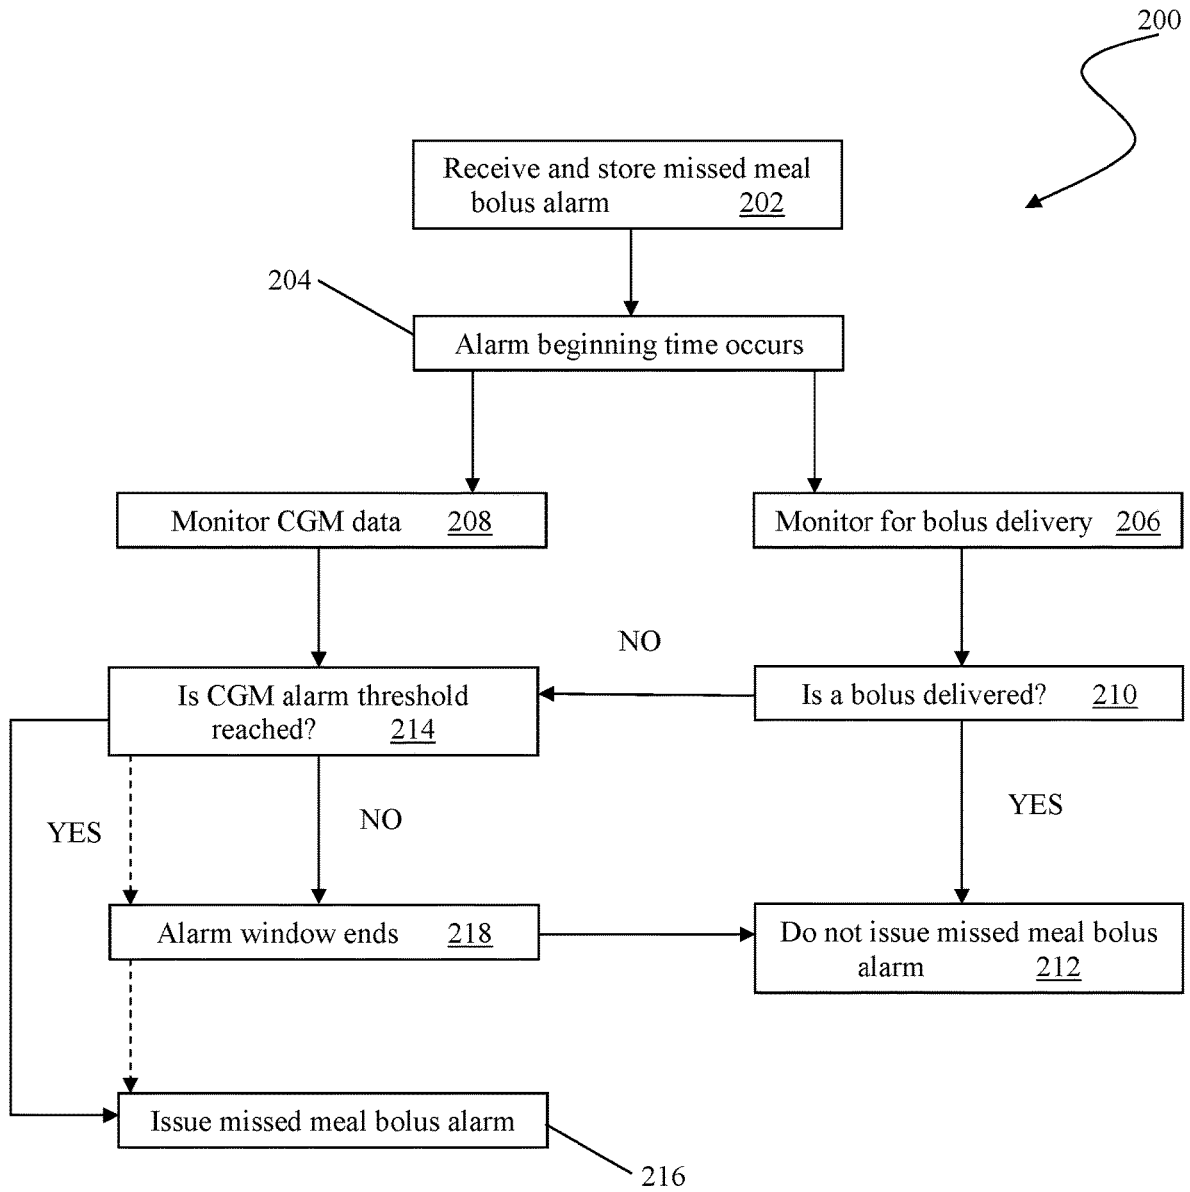 200
Receive and store missed meal
bolus alarm 202
204
Alarm beginning time occurs
Monitor CGM data 208
Monitor for bolus delivery 206
NO
Is CGM alarm threshold
reached? 214
Is a bolus delivered? 210
YES
NO
YES
Alarm window ends 218
Do not issue missed meal bolus
alarm 212
Issue missed meal bolus alarm
216